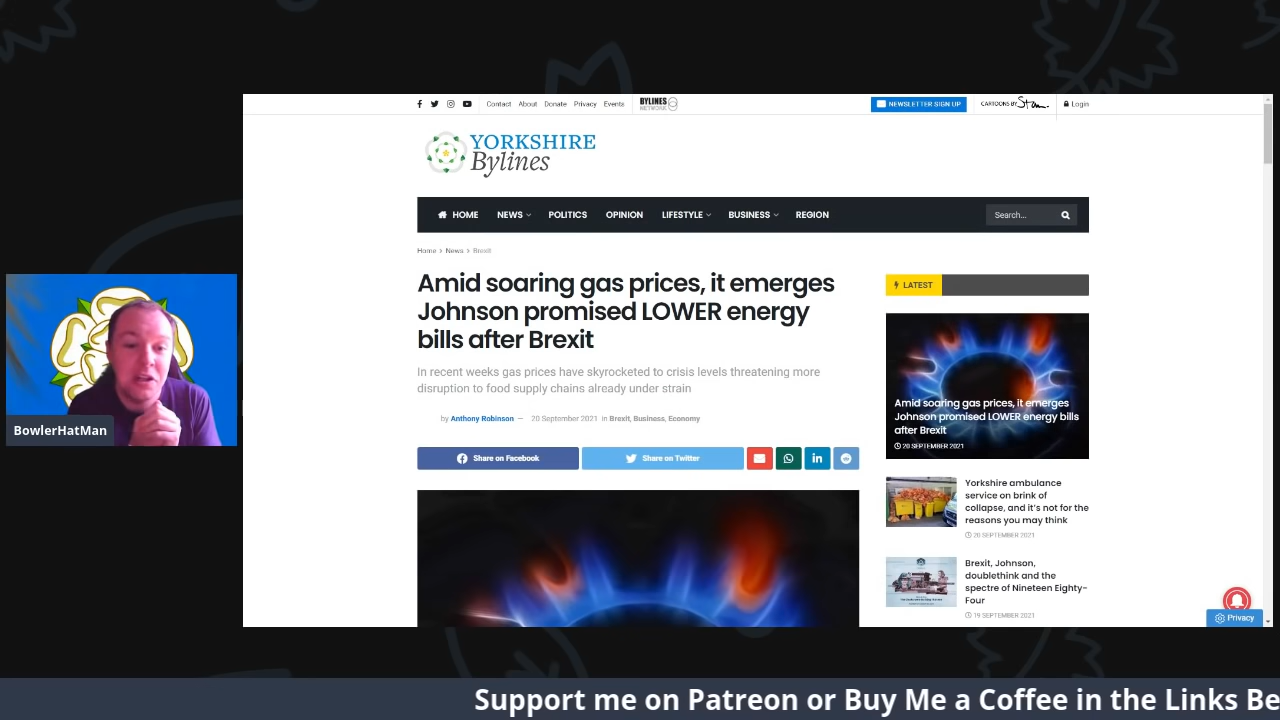 Contact About Donate Privacy Events
BYLINES
NETWORK
NEWSLETTER SIGN UP
CARTOONS BY
Login
YORKSHIRE
Bylines
HOME NEWS POLITICS OPINION LIFESTYLE BUSINESS REGION
Search...
Home > News > Brexit
Amid soaring gas prices, it emerges
Johnson promised LOWER energy
bills after Brexit
In recent weeks gas prices have skyrocketed to crisis levels threatening more
disruption to food supply chains already under strain
by Anthony Robinson — 20 September 2021 in Brexit, Business, Economy
Share on Facebook
Share on Twitter
LATEST
Amid soaring gas prices, it emerges
Johnson promised LOWER energy bills
after Brexit
20 SEPTEMBER 2021
Yorkshire ambulance
service on brink of
collapse, and it's not for the
reasons you may think
20 SEPTEMBER 2021
Brexit, Johnson,
doublethink and the
spectre of Nineteen Eighty-
Four
19 SEPTEMBER 2021
Privacy
BowlerHatMan
Support me on Patreon or Buy Me a Coffee in the Links Be